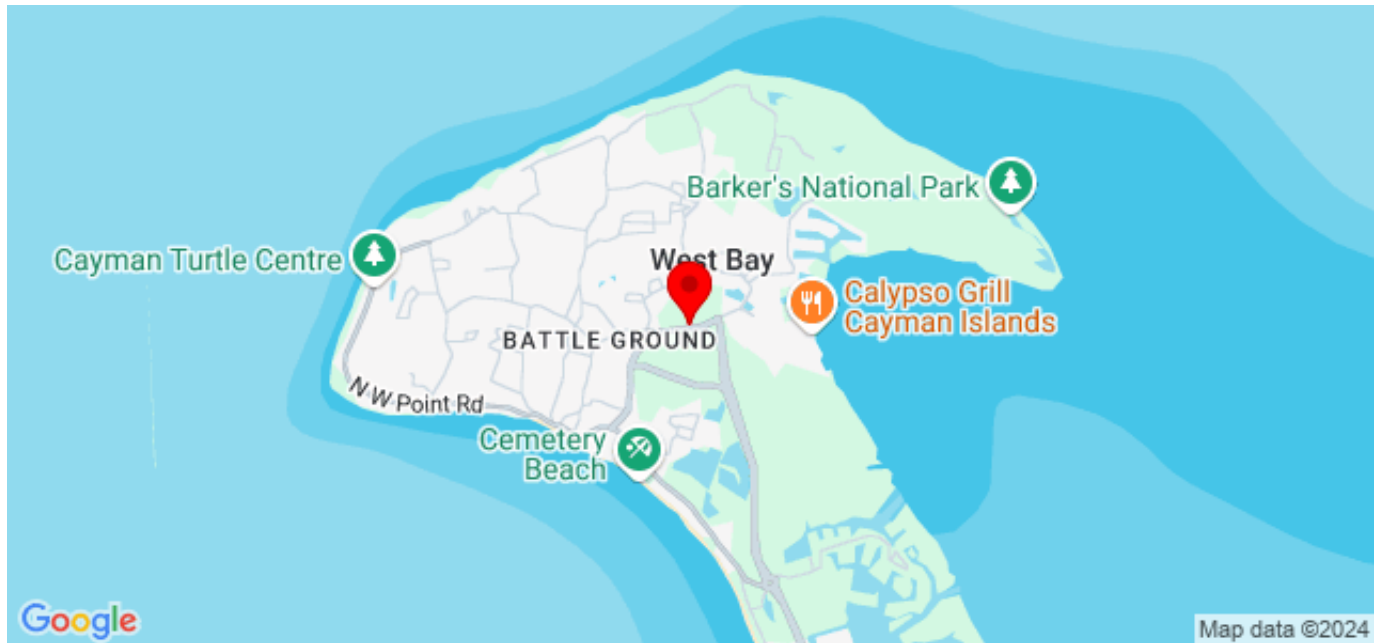 Barker's National Park
Cayman Turtle Centre
West Bay
Calypso Grill
Cayman Islands
BATTLE GROUND
N W Point Rd
Cemetery
Beach
Google
Map data ©2024